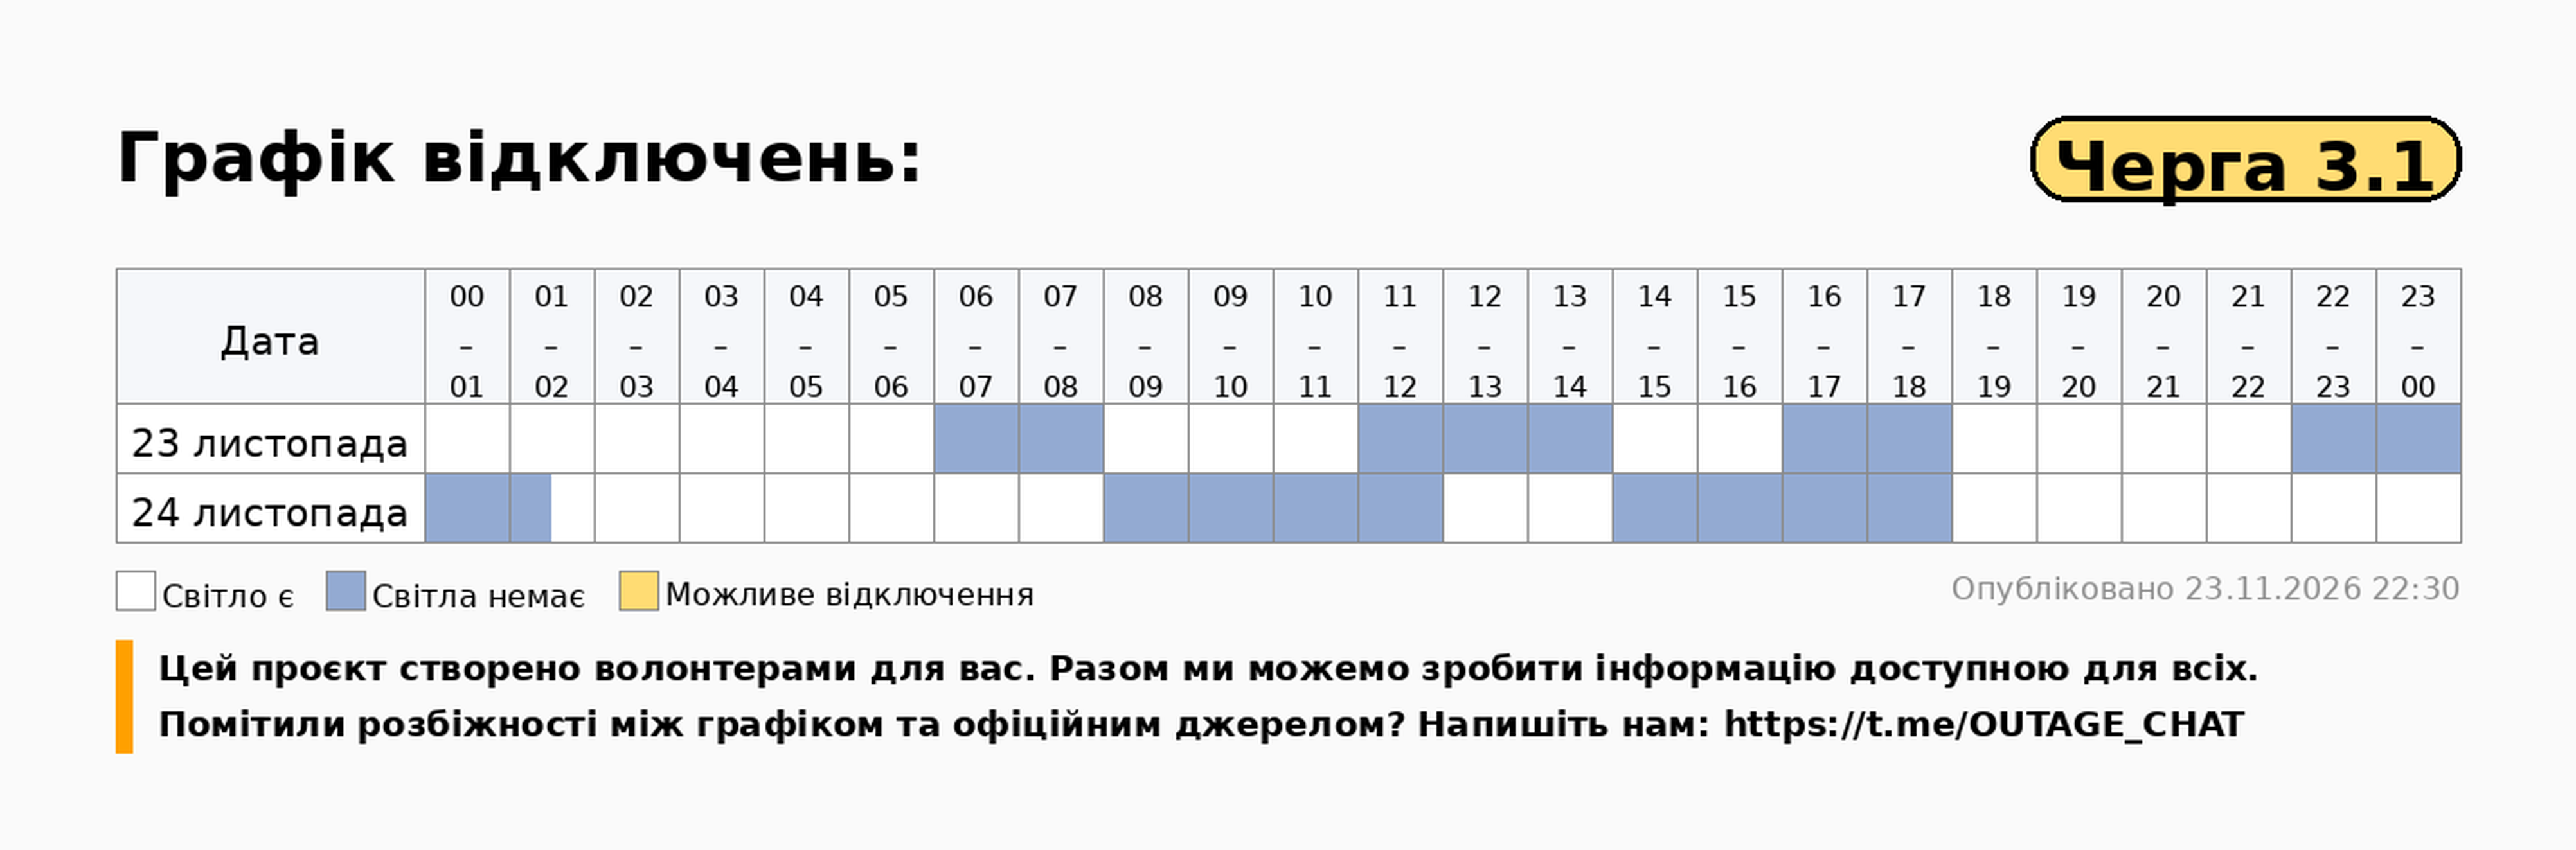 Графік відключень:
Черга 3.1
Дата
00 – 01
01 – 02
02 – 03
03 – 04
04 – 05
05 – 06
06 – 07
07 – 08
08 – 09
09 – 10
10 – 11
11 – 12
12 – 13
13 – 14
14 – 15
15 – 16
16 – 17
17 – 18
18 – 19
19 – 20
20 – 21
21 – 22
22 – 23
23 – 00
23 листопада
24 листопада
Світло є
Світла немає
Можливе відключення
Опубліковано 23.11.2026 22:30
Цей проєкт створено волонтерами для вас. Разом ми можемо зробити інформацію доступною для всіх.
Помітили розбіжності між графіком та офіційним джерелом? Напишіть нам: https://t.me/OUTAGE_CHAT